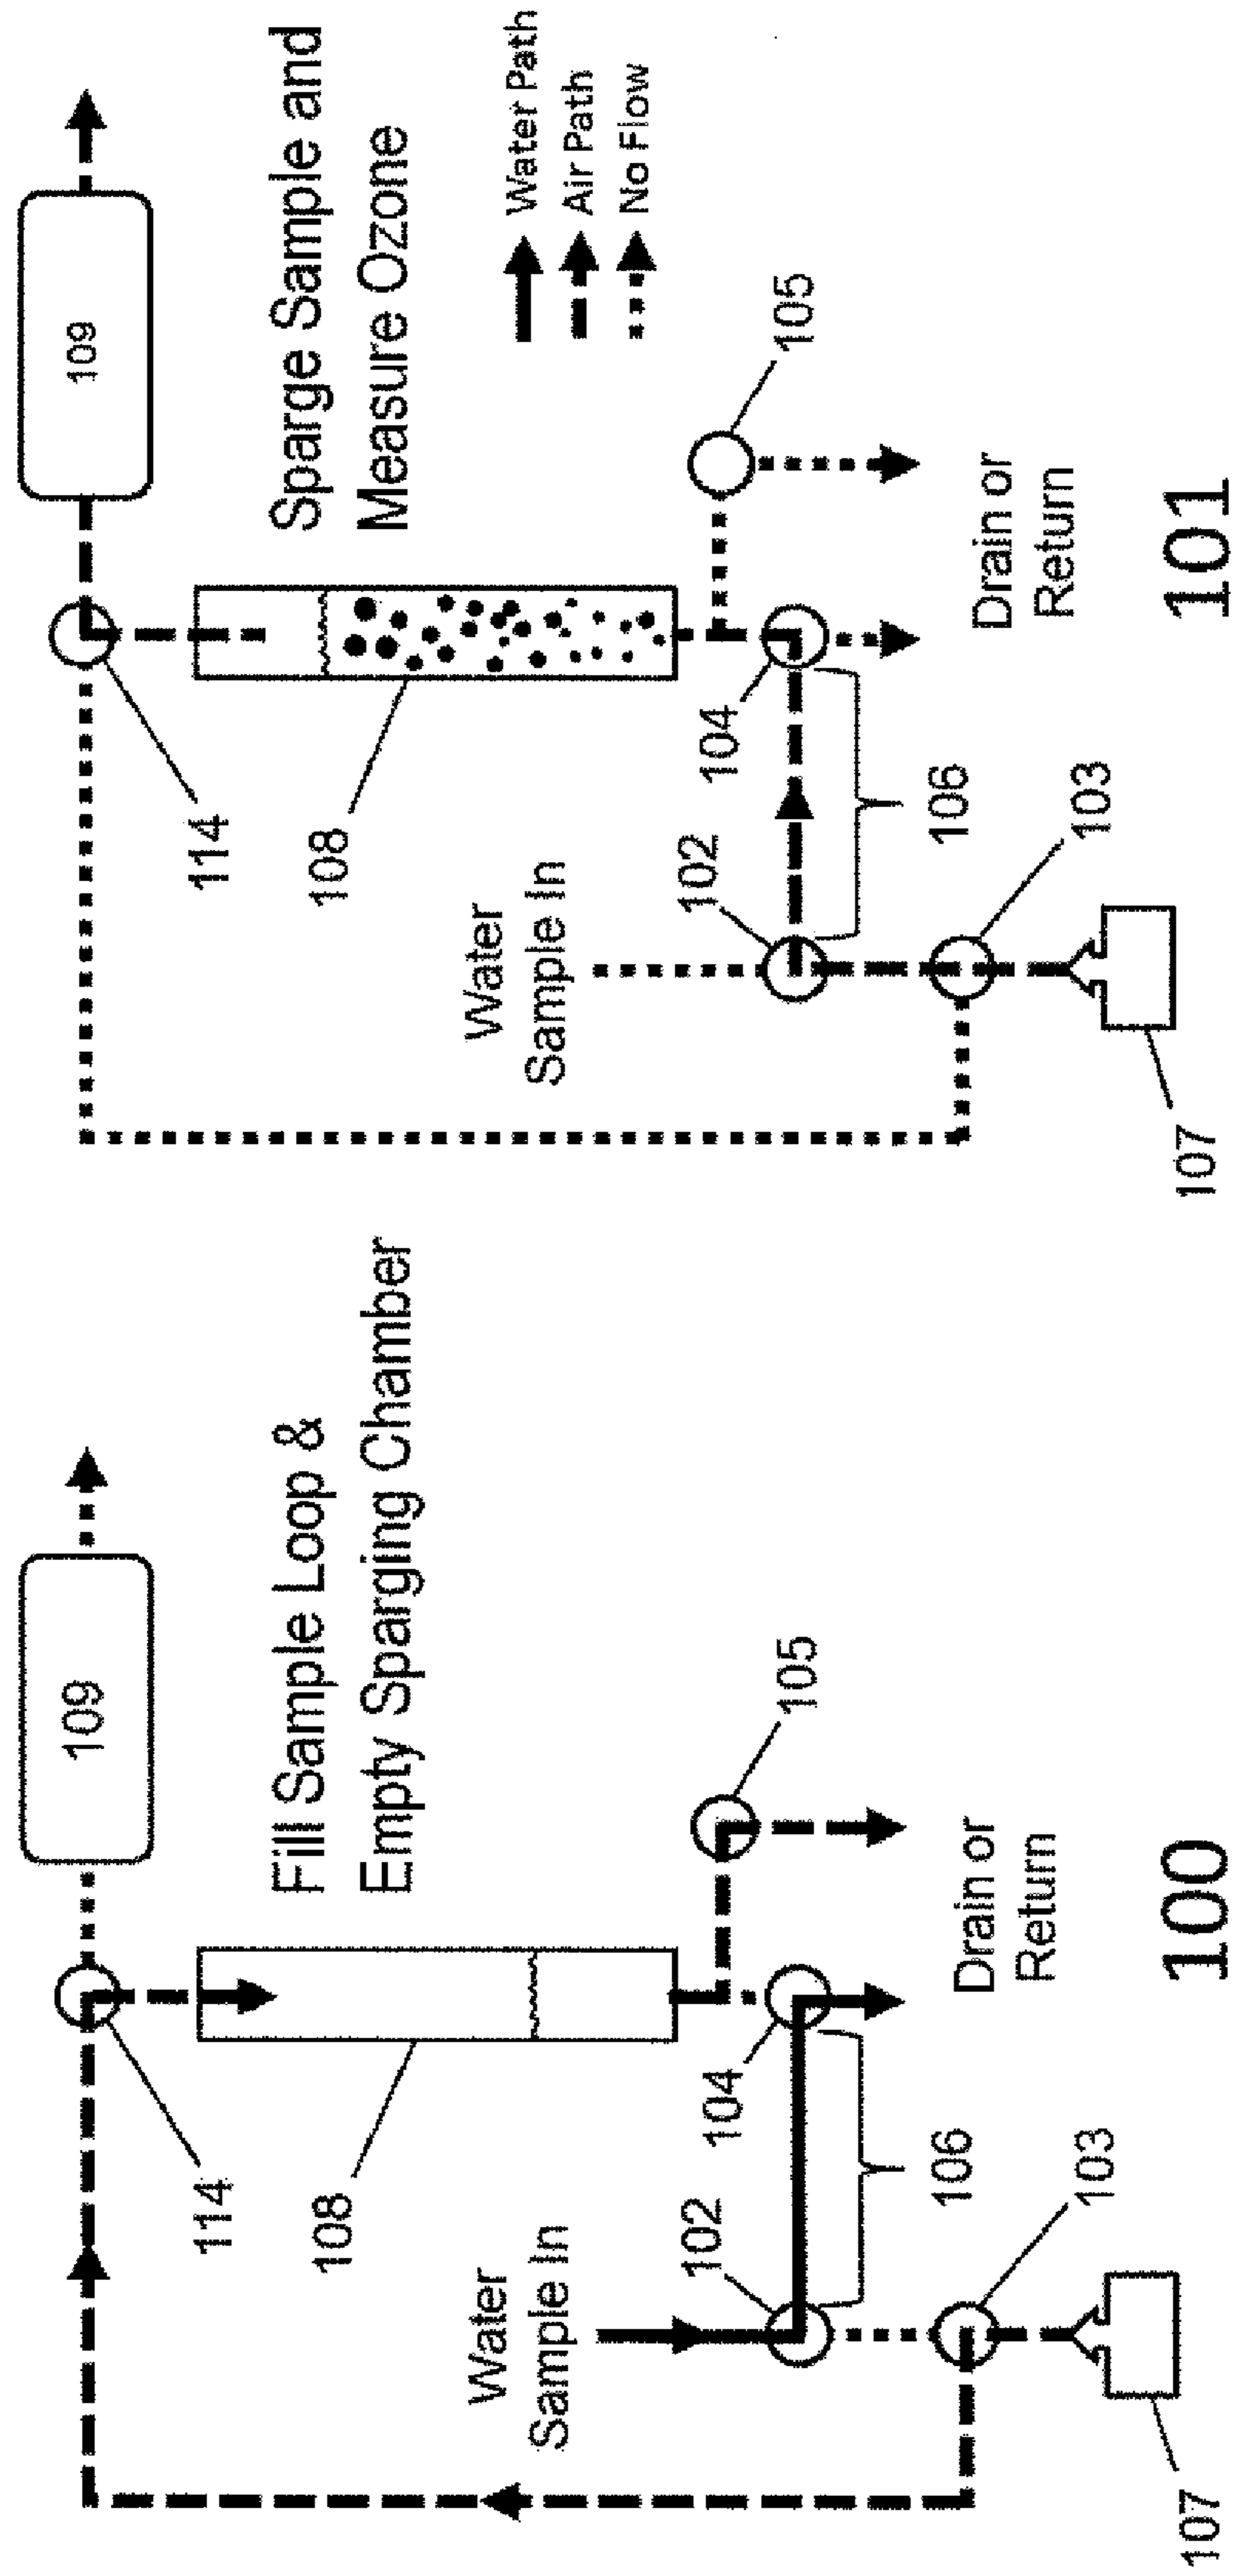 109
114
Fill Sample Loop &
Empty Sparging Chamber
108
Water
Sample In
102
104
105
106
103
107
Drain or
Return
100
109
114
Sparge Sample and
Measure Ozone
108
Water Path
Air Path
No Flow
Water
Sample In
102
104
105
106
103
107
Drain or
Return
101